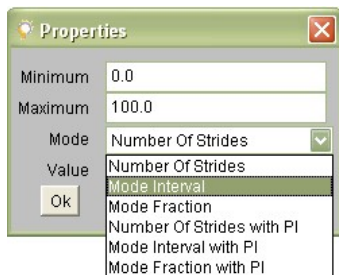 Properties
Minimum 0.0
Maximum 100.0
Mode Number Of Strides
Value Number Of Strides
Mode Interval
Ok Mode Fraction
Number Of Strides with PI
Mode Interval with PI
Mode Fraction with PI